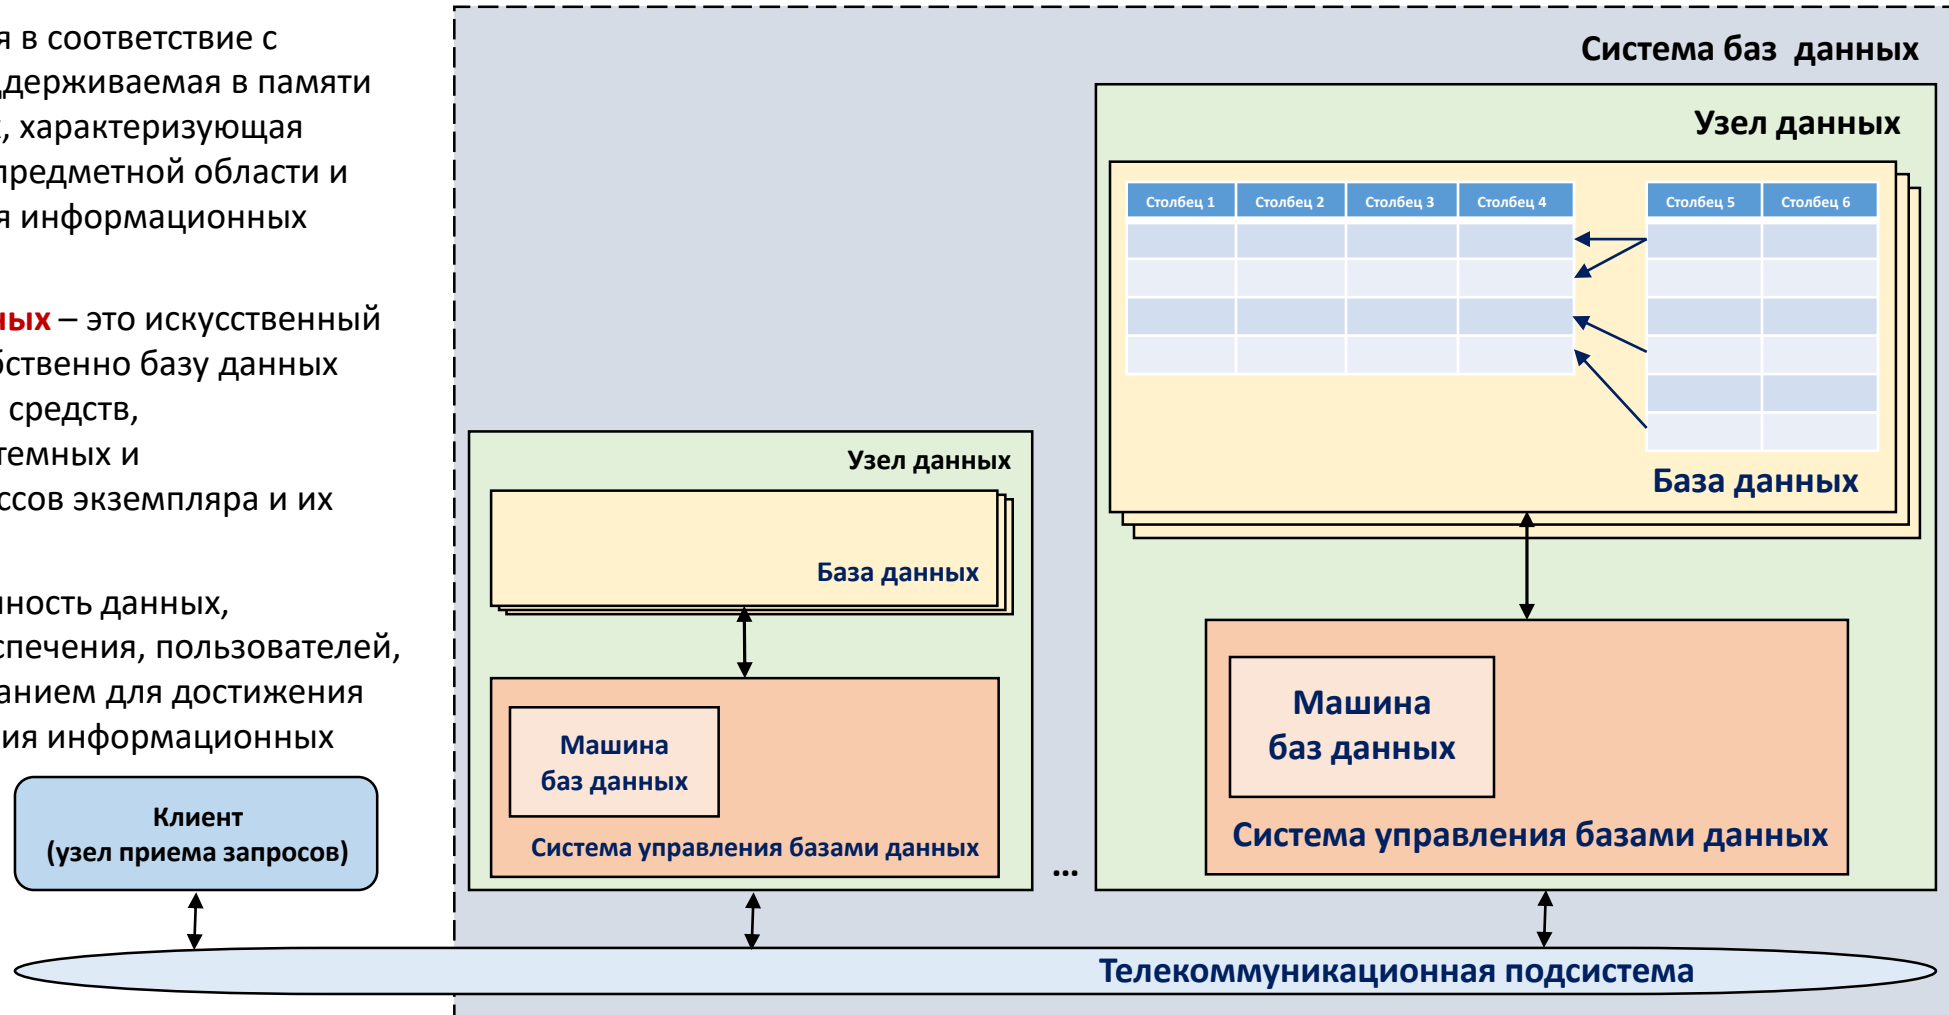 я в соответствие с
держиваемая в памяти
, характеризующая
предметной области и
я информационных
ных – это искусственный
бственно базу данных
средств,
темных и
ссов экземпляра и их
ность данных,
спечения, пользователей,
анием для достижения
ния информационных
Клиент
(узел приема запросов)
Система баз данных
Узел данных
Столбец 1 Столбец 2 Столбец 3 Столбец 4 Столбец 5 Столбец 6
База данных
Машина
баз данных
Система управления базами данных
Узел данных
База данных
Машина
баз данных
Система управления базами данных
...
Телекоммуникационная подсистема